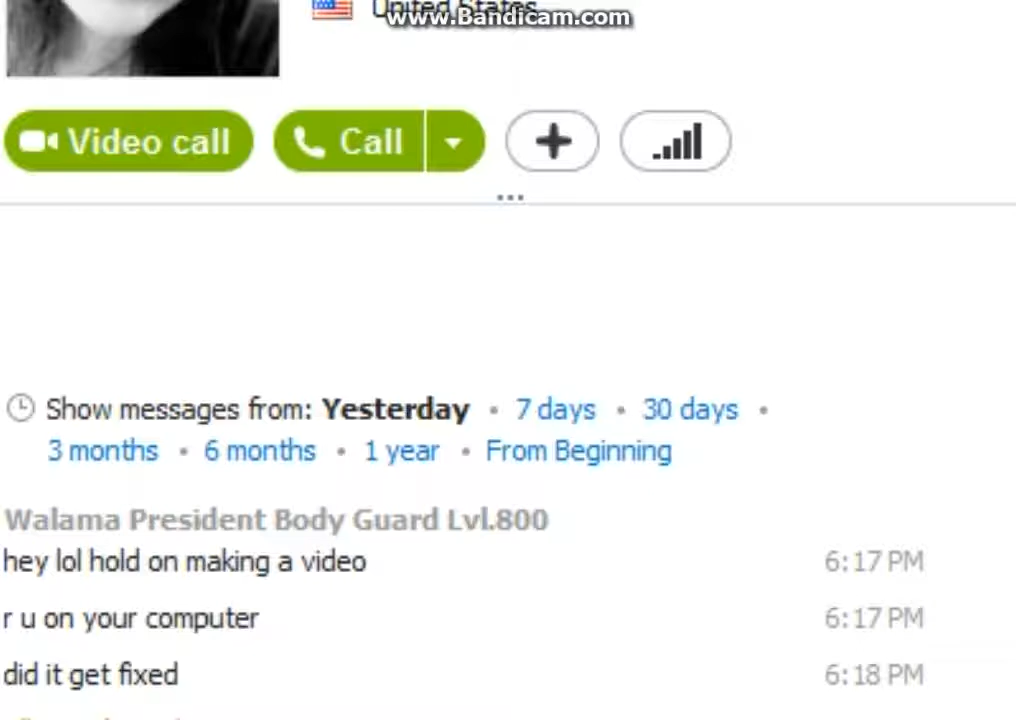 United States
www.Bandicam.com
Video call
Call
Show messages from: Yesterday • 7 days • 30 days •
3 months • 6 months • 1 year • From Beginning
Walama President Body Guard Lvl.800
hey lol hold on making a video 6:17 PM
r u on your computer 6:17 PM
did it get fixed 6:18 PM